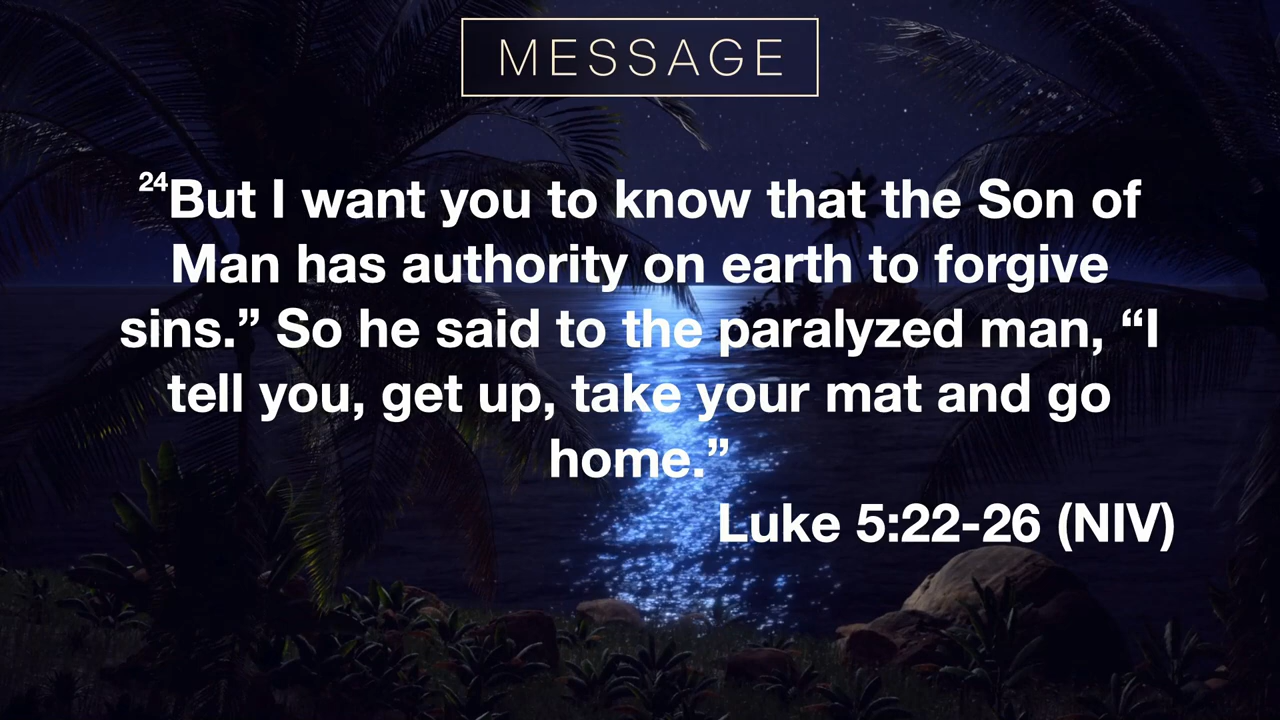 MESSAGE
24But I want you to know that the Son of
Man has authority on earth to forgive
sins.” So he said to the paralyzed man, “I
tell you, get up, take your mat and go
home.”
Luke 5:22-26 (NIV)